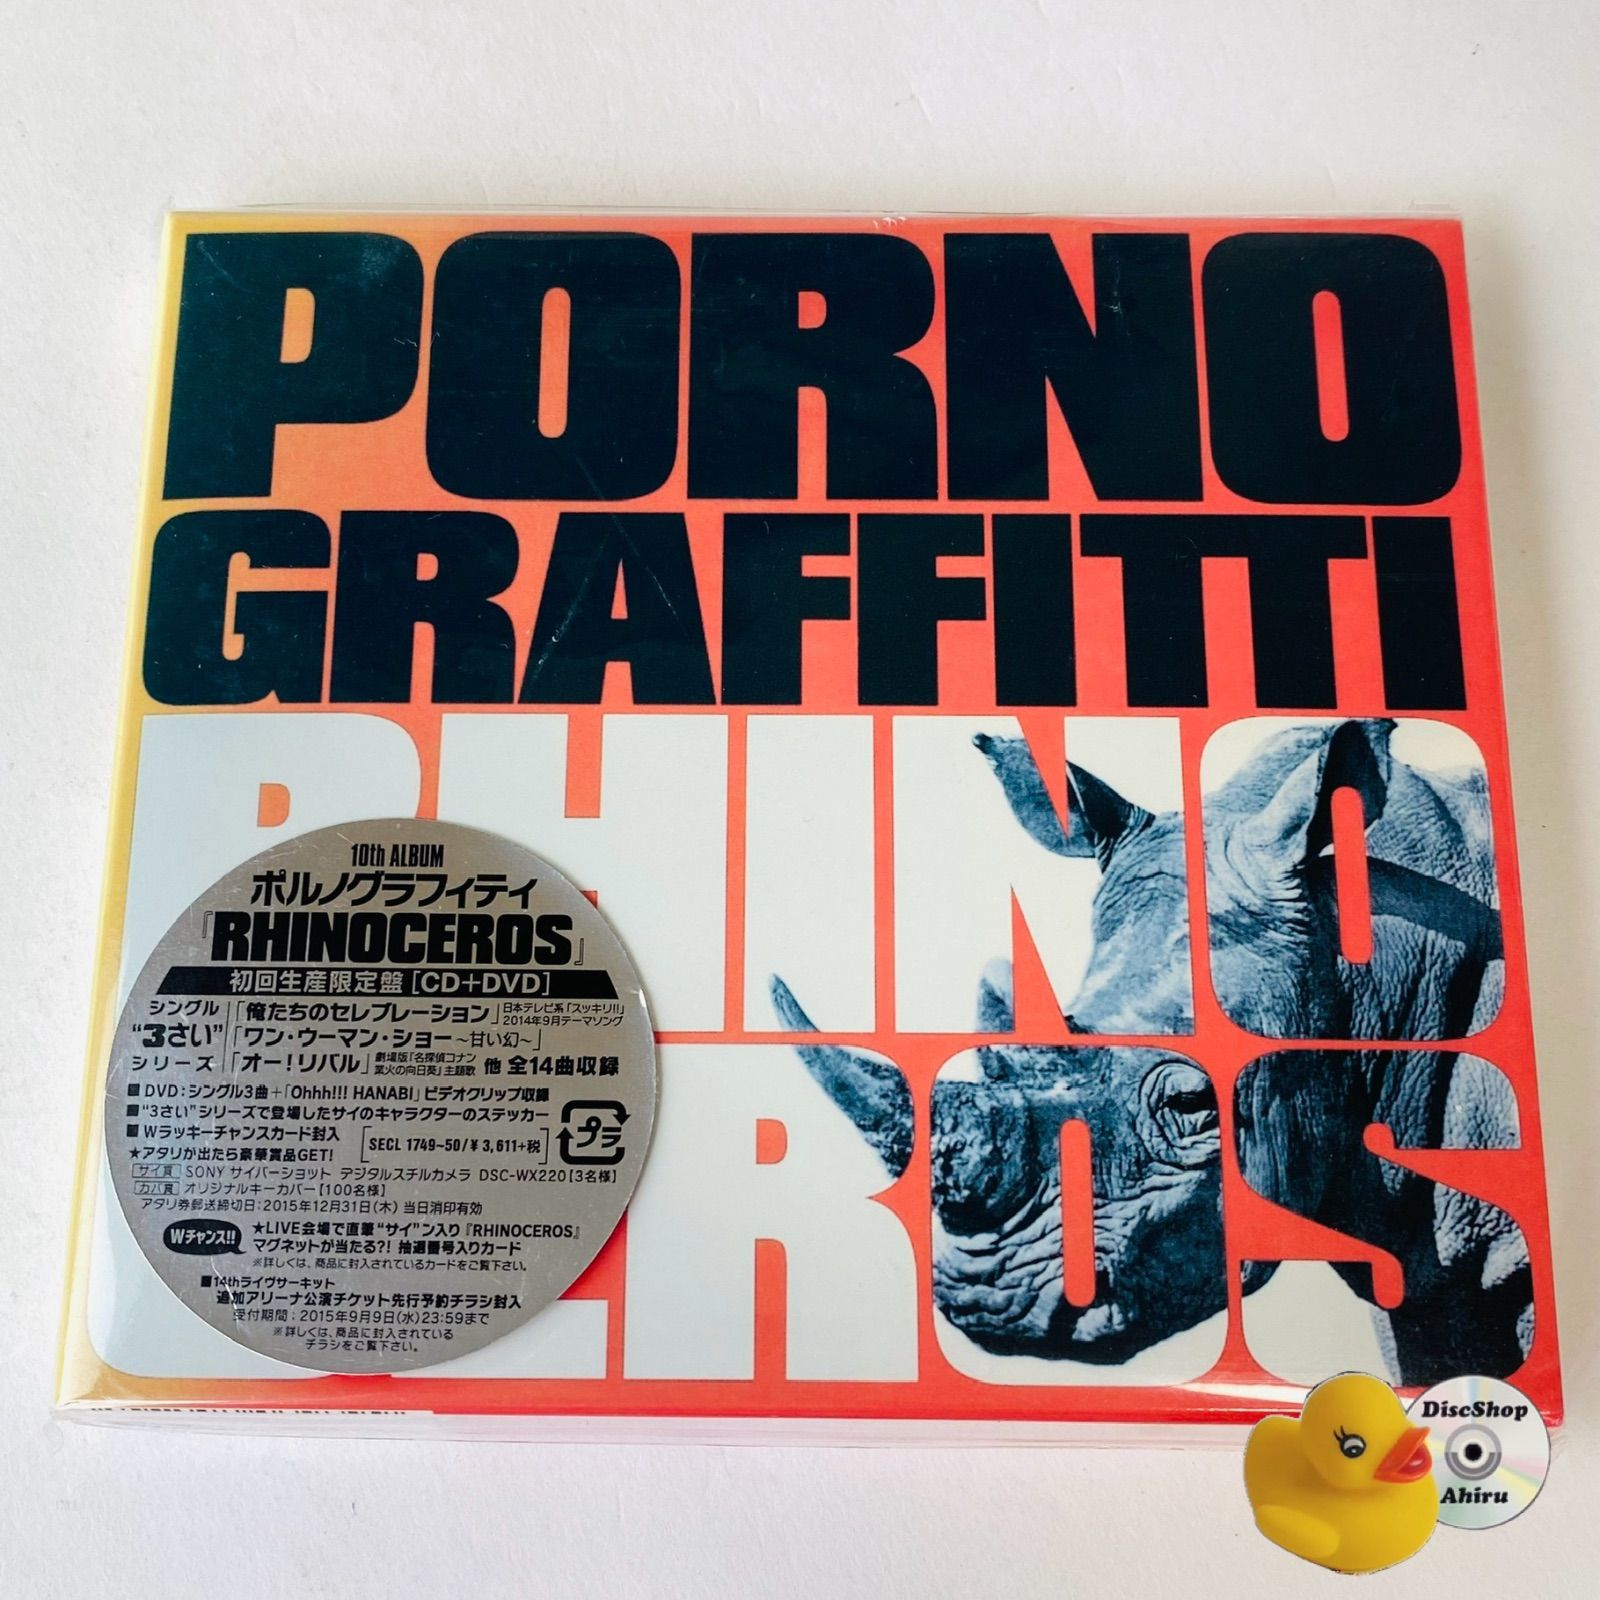 PORNO
GRAFFITTI
RHINO
CEROS
10th ALBUM
ポルノグラフィティ
『RHINOCEROS』
初回生産限定盤 [CD+DVD]
シングル
"3さい"
シリーズ
「俺たちのセレブレーション」日本テレビ系「スッキリ!!」2014年9月テーマソング
「ワン・ウーマン・ショー ～甘い幻～」
「オー！リバル」劇場版「名探偵コナン 業火の向日葵」主題歌 他 全14曲収録
■ DVD：シングル3曲＋「Ohhh!!! HANABI」ビデオクリップ収録
■ "3さい"シリーズで登場したサイのキャラクターのステッカー
■ Wラッキーチャンスカード封入
[SECL 1749~50/￥3,611+税]
プラ
★アタリが出たら豪華賞品GET!
サイ賞 SONY サイバーショット デジタルスチルカメラ DSC-WX220 [3名様]
カバ賞 オリジナルキーカバー [100名様]
アタリ券郵送締切日：2015年12月31日(木) 当日消印有効
Wチャンス!!
★LIVE会場で直筆"サイ"ン入り『RHINOCEROS』
マグネットが当たる?! 抽選番号入りカード
※詳しくは、商品に封入されているカードをご覧下さい。
■14thライヴサーキット
追加アリーナ公演チケット先行予約チラシ封入
受付期間：2015年9月9日(水)23:59まで
※詳しくは、商品に封入されている
チラシをご覧下さい。
DiscShop
Ahiru